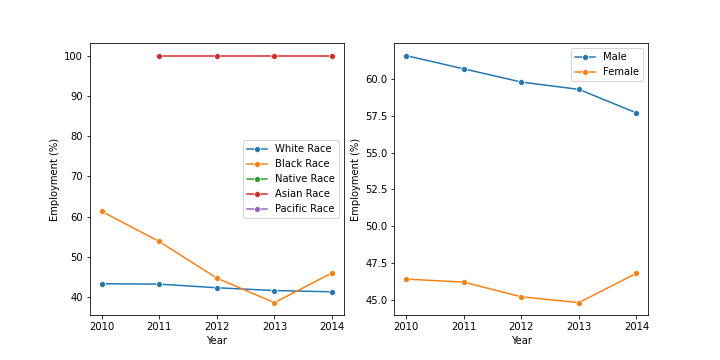 100
90
80
70
60
50
40
Employment (%)
2010 2011 2012 2013 2014
Year
White Race
Black Race
Native Race
Asian Race
Pacific Race
60.0
57.5
55.0
52.5
50.0
47.5
45.0
Employment (%)
2010 2011 2012 2013 2014
Year
Male
Female